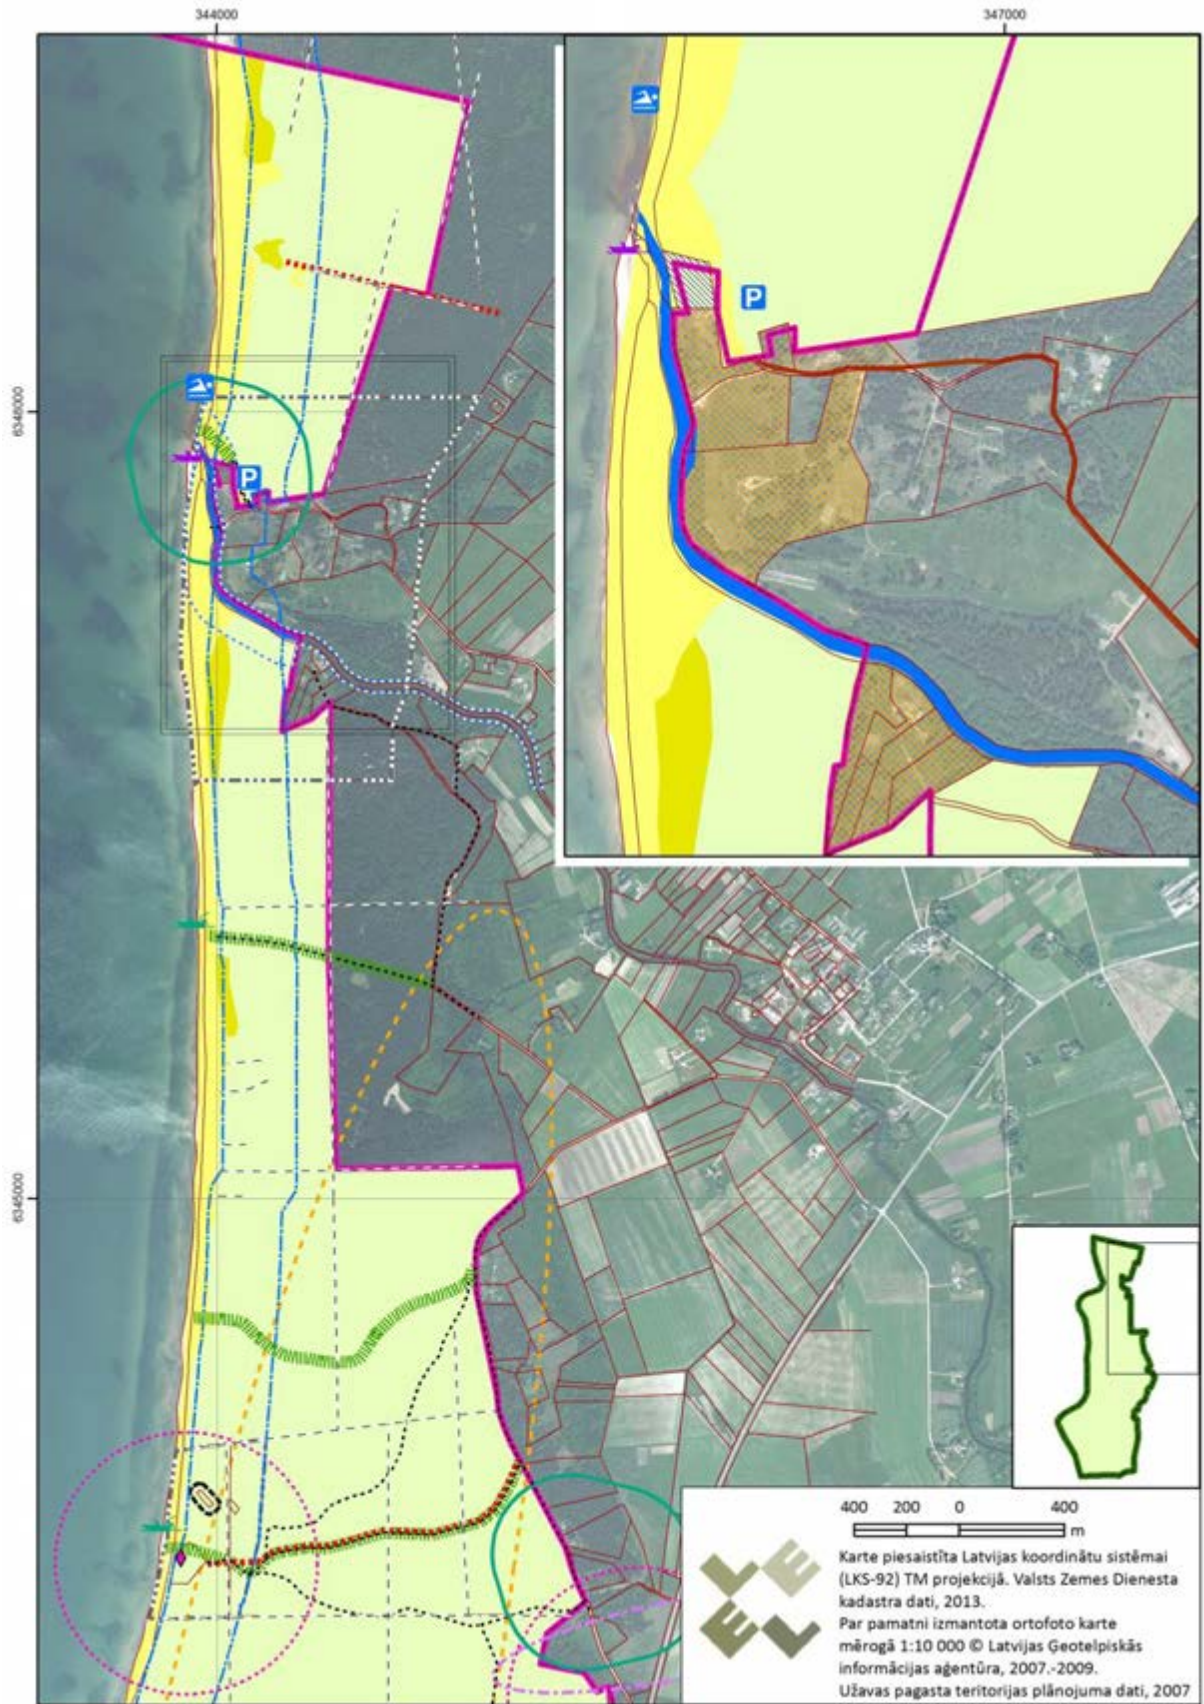 344000
347000
6348000
P
P
6345000
400 200 0 400
m
Karte piesaistīta Latvijas koordinātu sistēmai
(LKS-92) TM projekcijā. Valsts Zemes Dienesta
kadastra dati, 2013.
Par pamatni izmantota ortofoto karte
mērogā 1:10 000 © Latvijas Ģeotelpiskās
informācijas aģentūra, 2007.-2009.
Užavas pagasta teritorijas plānojuma dati, 2007